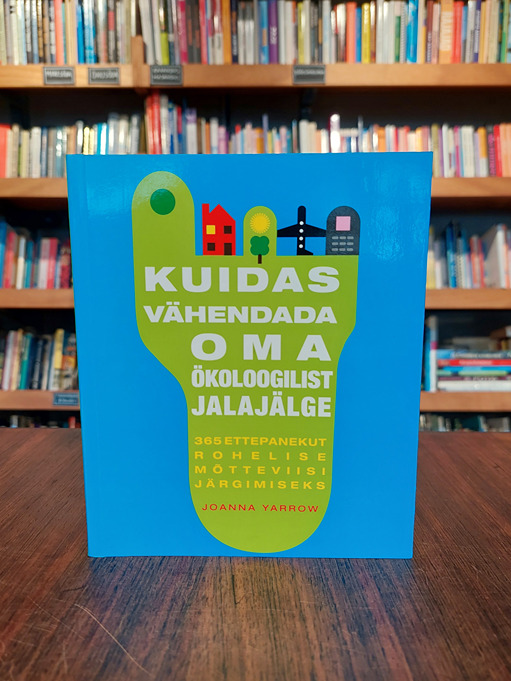 KUIDAS
VÄHENDADA
OMA
ÖKOLOOGILIST
JALAJÄLGE
365 ETTEPANEKUT
ROHELISE
MÕTTEVIISI
JÄRGIMISEKS
JOANNA YARROW